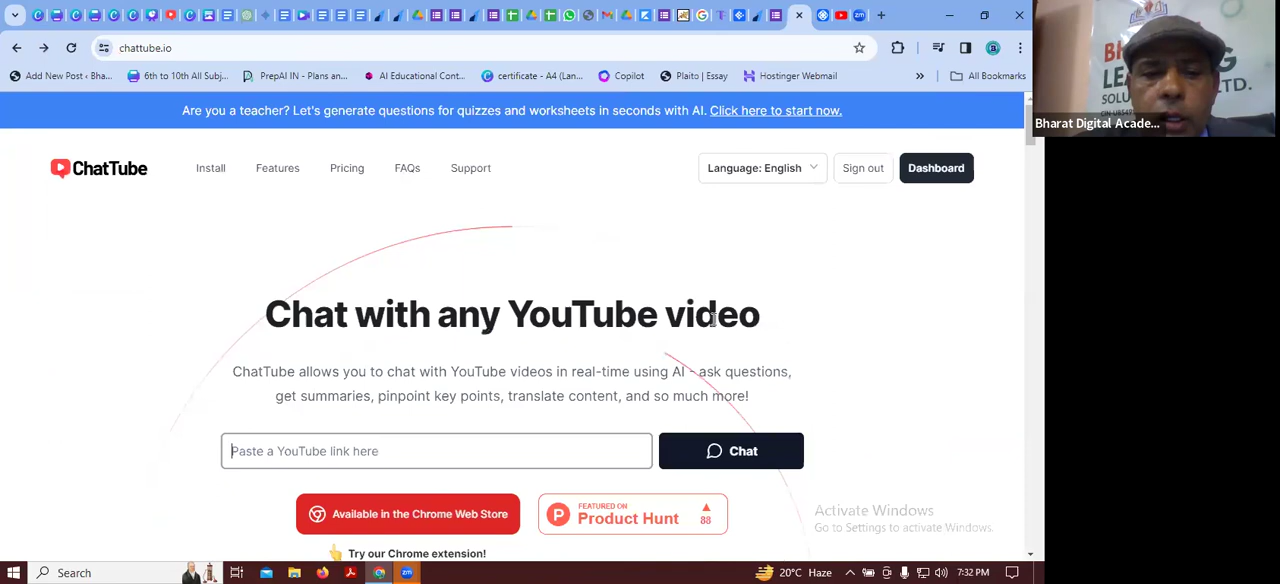 chattube.io
Add New Post ‹ Bha...
6th to 10th All Subj...
PrepAI IN - Plans an...
AI Educational Cont...
certificate - A4 (Lan...
Copilot
Plaito | Essay
Hostinger Webmail
»
All Bookmarks
Are you a teacher? Let's generate questions for quizzes and worksheets in seconds with AI. Click here to start now.
ChatTube
Install
Features
Pricing
FAQs
Support
Language: English
Sign out
Dashboard
Chat with any YouTube video
ChatTube allows you to chat with YouTube videos in real-time using AI - ask questions,
get summaries, pinpoint key points, translate content, and so much more!
Paste a YouTube link here
Chat
Available in the Chrome Web Store
FEATURED ON
Product Hunt
88
Try our Chrome extension!
Activate Windows
Go to Settings to activate Windows.
Bharat Digital Acade...
Search
20°C Haze
7:32 PM